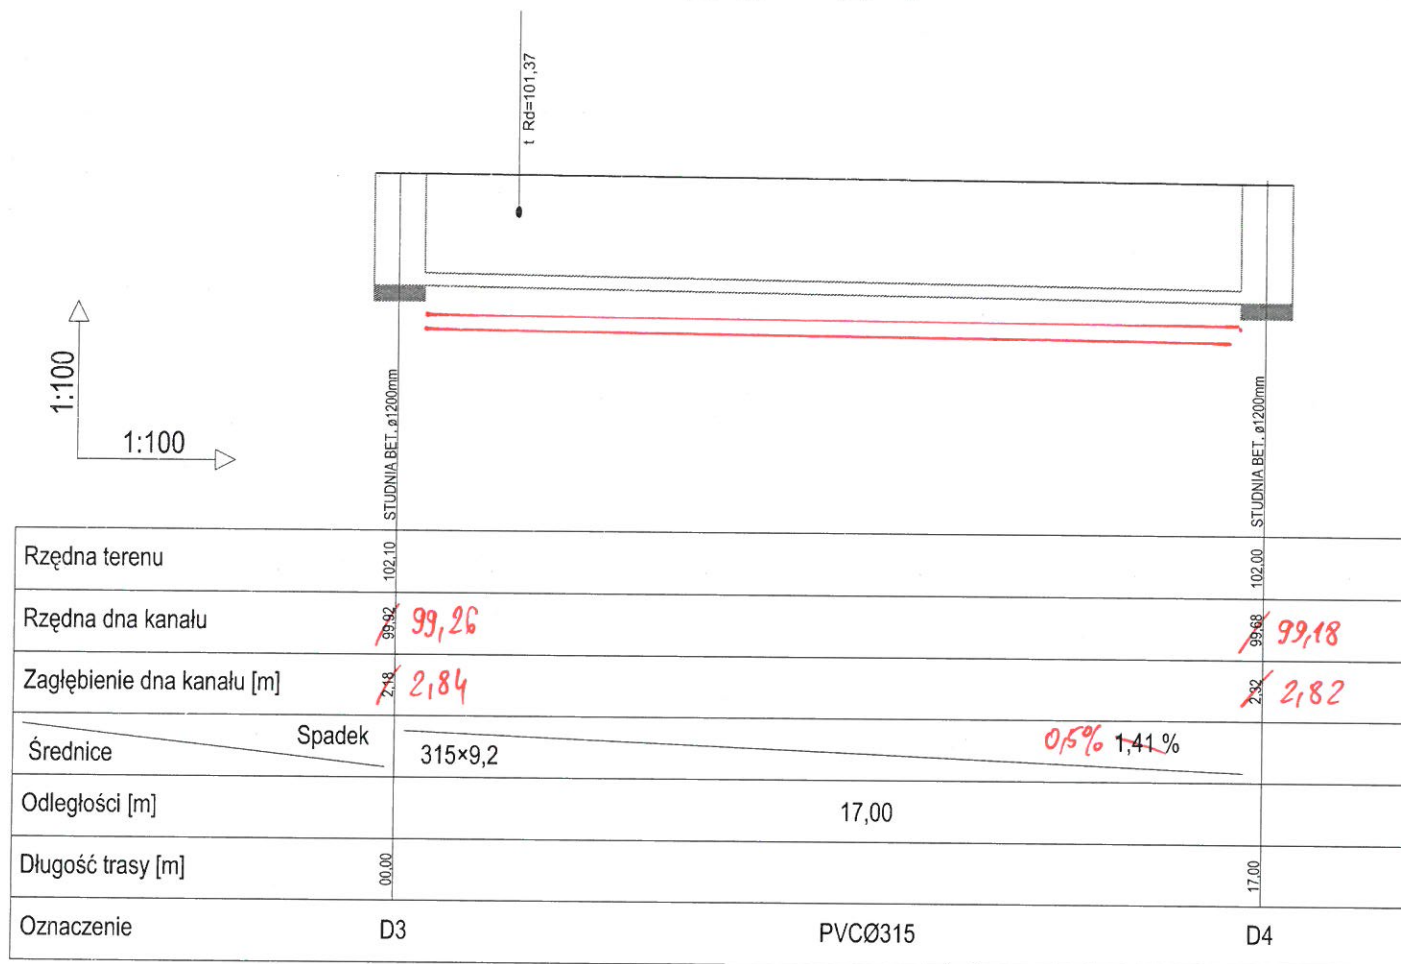 t Rd=101,37
1:100
1:100
STUDNIA BET. ø1200mm
STUDNIA BET. ø1200mm
Rzędna terenu 102,10 102,00
Rzędna dna kanału 99,92 99,26 99,68 99,18
Zagłębienie dna kanału [m] 2,18 2,84 2,32 2,82
Spadek 0,5% 1,41 %
Średnice 315×9,2
Odległości [m] 17,00
Długość trasy [m] 00,00 17,00
Oznaczenie D3 PVCØ315 D4